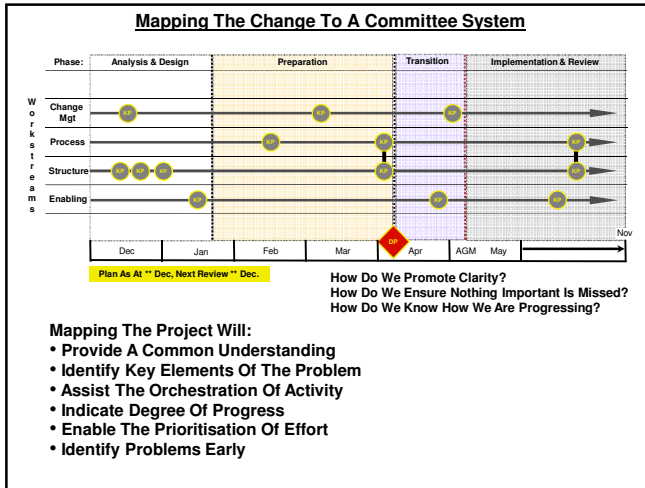 Mapping The Change To A Committee System
Phase: Analysis & Design Preparation Transition Implementation & Review
Workstreams
Change
Mgt
KP KP KP
Process
KP KP KP
Structure
KP KP KP KP KP
Enabling
KP KP KP
DP
Nov
Dec Jan Feb Mar Apr AGM May
Plan As At ** Dec, Next Review ** Dec.
How Do We Promote Clarity?
How Do We Ensure Nothing Important Is Missed?
How Do We Know How We Are Progressing?
Mapping The Project Will:
• Provide A Common Understanding
• Identify Key Elements Of The Problem
• Assist The Orchestration Of Activity
• Indicate Degree Of Progress
• Enable The Prioritisation Of Effort
• Identify Problems Early